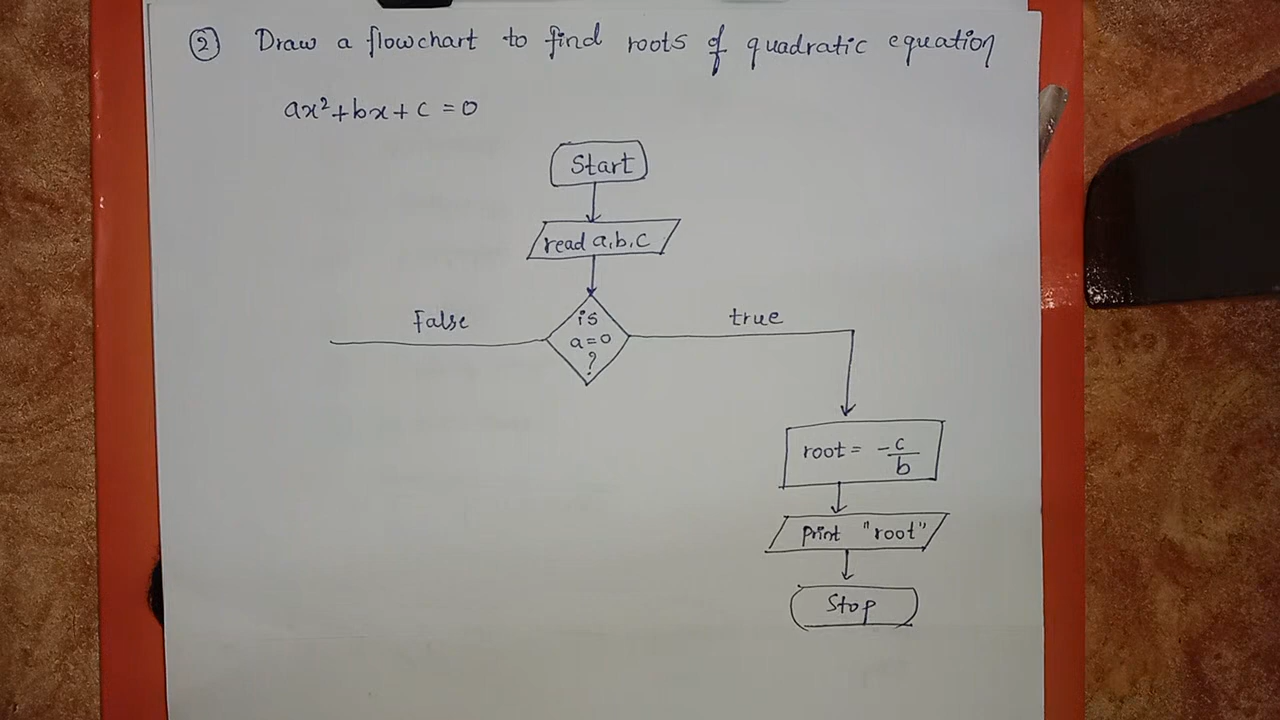 ② Draw a flowchart to find roots of quadratic equation
ax²+bx+c=0
Start
read a,b,c
False
is
a=0
?
true
root= -c/b
Print "root"
Stop